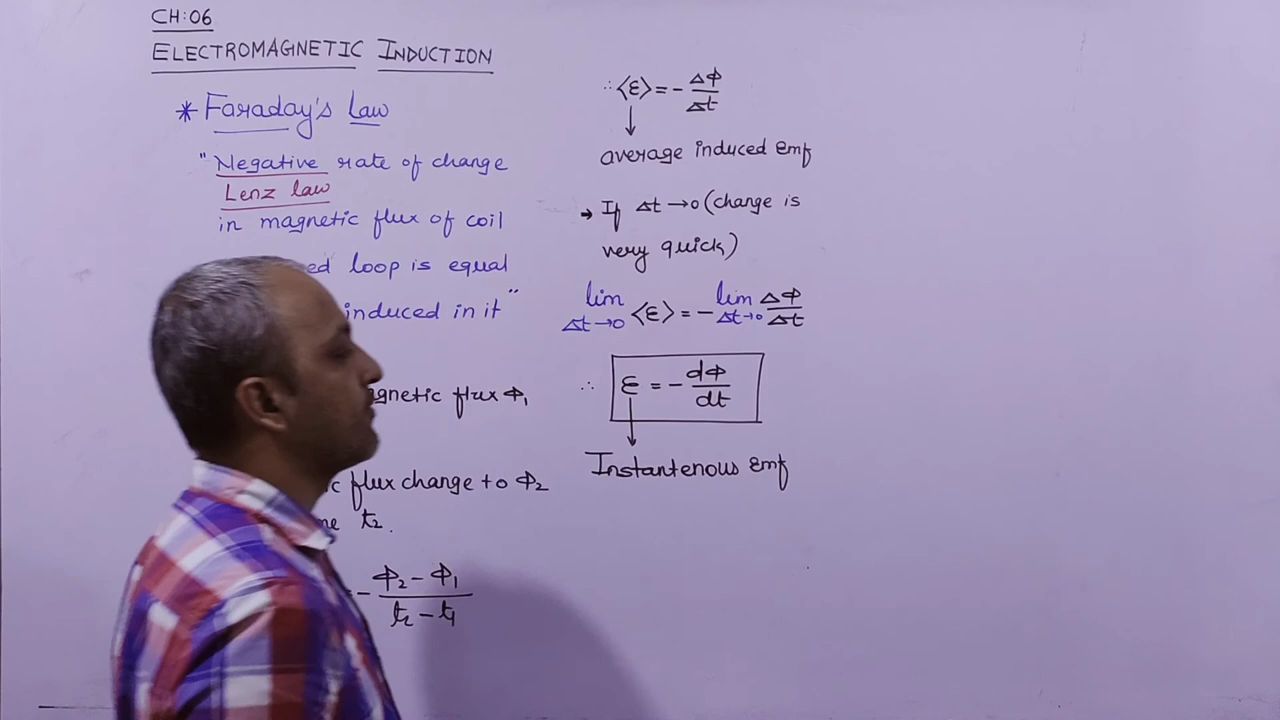 CH:06
ELECTROMAGNETIC INDUCTION
* Faraday's Law
"Negative rate of change
Lenz law
in magnetic flux of coil
loop is equal
induced in it"
flux Φ₁
flux change to Φ₂
t₂.
- Φ₂ - Φ₁ / t₂ - t₁
∴ ⟨ε⟩ = - ΔΦ / Δt
average induced emf
→ If Δt → 0 (change is
very quick)
lim Δt→0 ⟨ε⟩ = - lim Δt→0 ΔΦ / Δt
∴ ε = - dΦ / dt
Instantenous emf